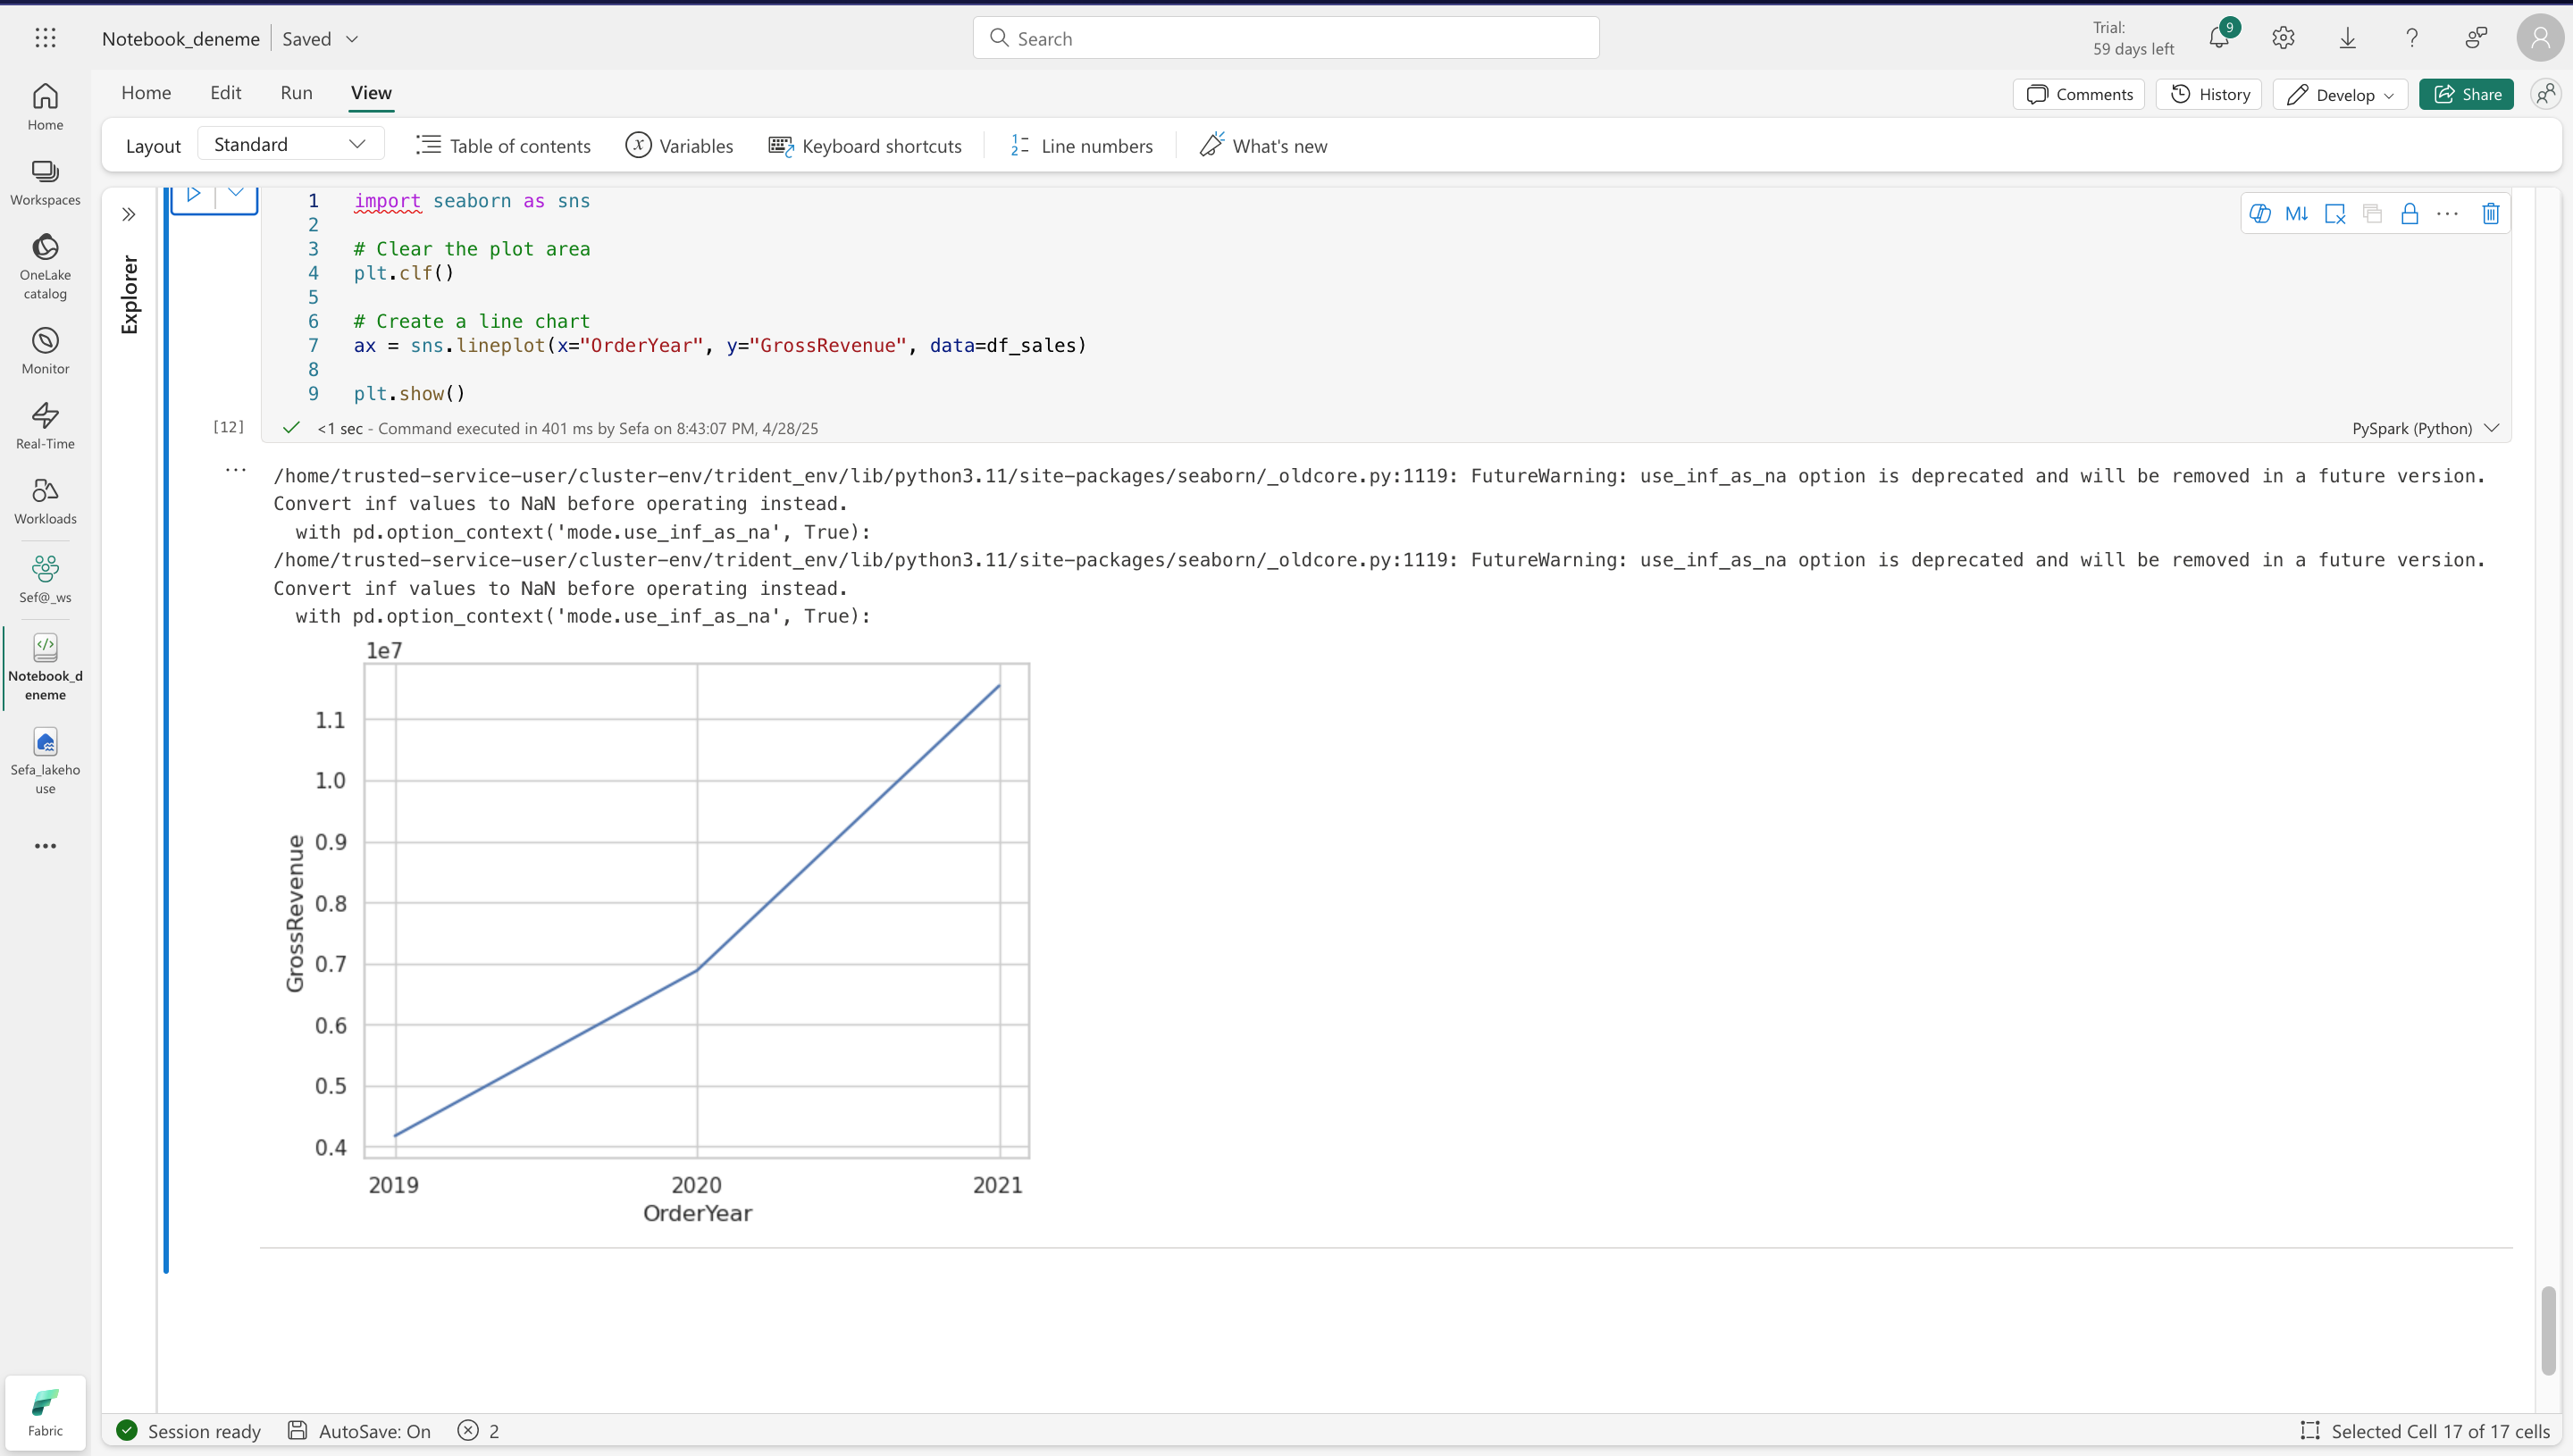 Notebook_deneme
Saved
Search
Trial:
59 days left
9
Home
Edit
Run
View
Comments
History
Develop
Share
Layout
Standard
Table of contents
Variables
Keyboard shortcuts
Line numbers
What's new
Home
Workspaces
OneLake
catalog
Monitor
Real-Time
Workloads
Sef@_ws
Notebook_d
eneme
Sefa_lakeho
use
Fabric
Explorer
1 import seaborn as sns
2
3 # Clear the plot area
4 plt.clf()
5
6 # Create a line chart
7 ax = sns.lineplot(x="OrderYear", y="GrossRevenue", data=df_sales)
8
9 plt.show()
M↓
[12]
<1 sec - Command executed in 401 ms by Sefa on 8:43:07 PM, 4/28/25
PySpark (Python)
/home/trusted-service-user/cluster-env/trident_env/lib/python3.11/site-packages/seaborn/_oldcore.py:1119: FutureWarning: use_inf_as_na option is deprecated and will be removed in a future version.
Convert inf values to NaN before operating instead.
  with pd.option_context('mode.use_inf_as_na', True):
/home/trusted-service-user/cluster-env/trident_env/lib/python3.11/site-packages/seaborn/_oldcore.py:1119: FutureWarning: use_inf_as_na option is deprecated and will be removed in a future version.
Convert inf values to NaN before operating instead.
  with pd.option_context('mode.use_inf_as_na', True):
1e7
1.1
1.0
0.9
0.8
0.7
0.6
0.5
0.4
GrossRevenue
2019
2020
2021
OrderYear
Session ready
AutoSave: On
2
Selected Cell 17 of 17 cells